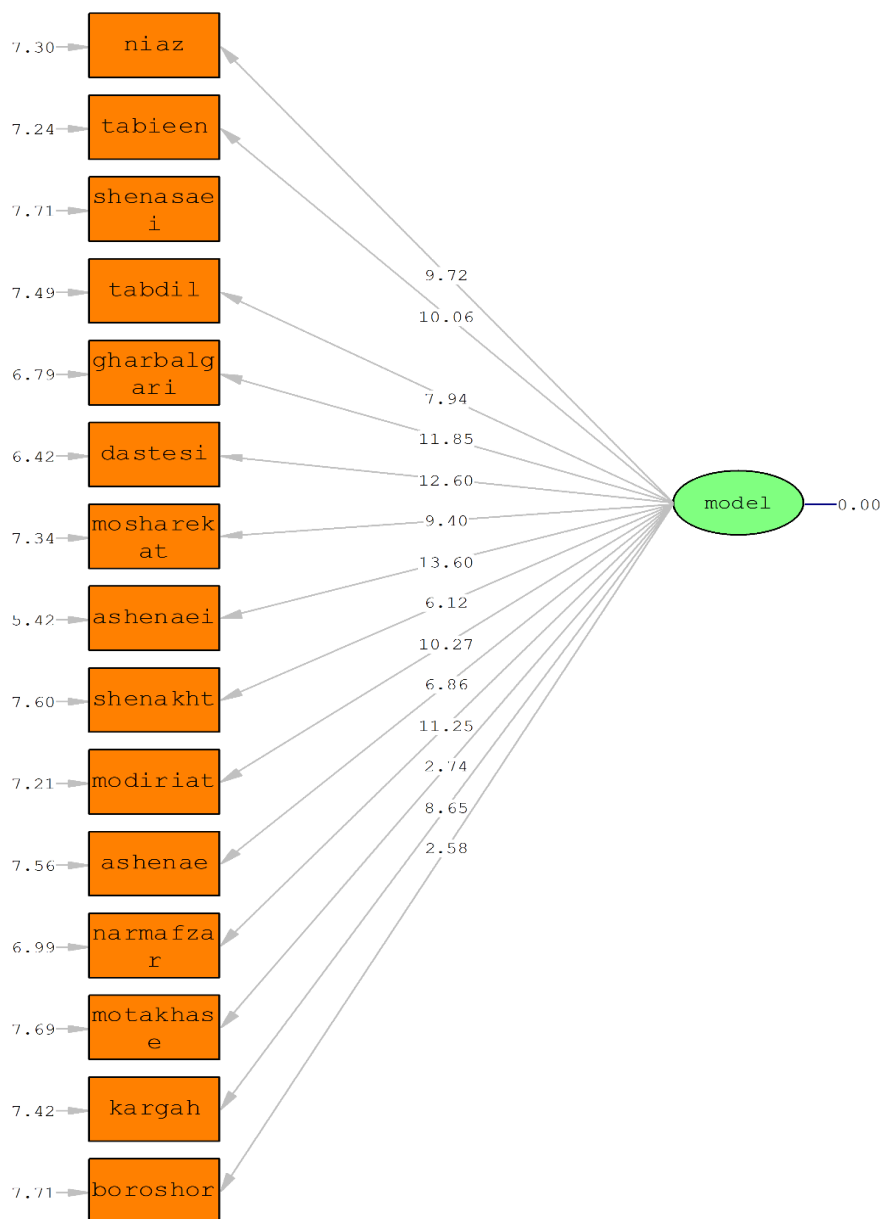 7.30
niaz
7.24
tabieen
7.71
shenasae
i
7.49
tabdil
6.79
gharbalg
ari
6.42
dastesi
7.34
mosharek
at
5.42
ashenaei
7.60
shenakht
7.21
modiriat
7.56
ashenae
6.99
narmafza
r
7.69
motakhas
e
7.42
kargah
7.71
boroshor
9.72
10.06
7.94
11.85
12.60
9.40
13.60
6.12
10.27
6.86
11.25
2.74
8.65
2.58
model
0.00